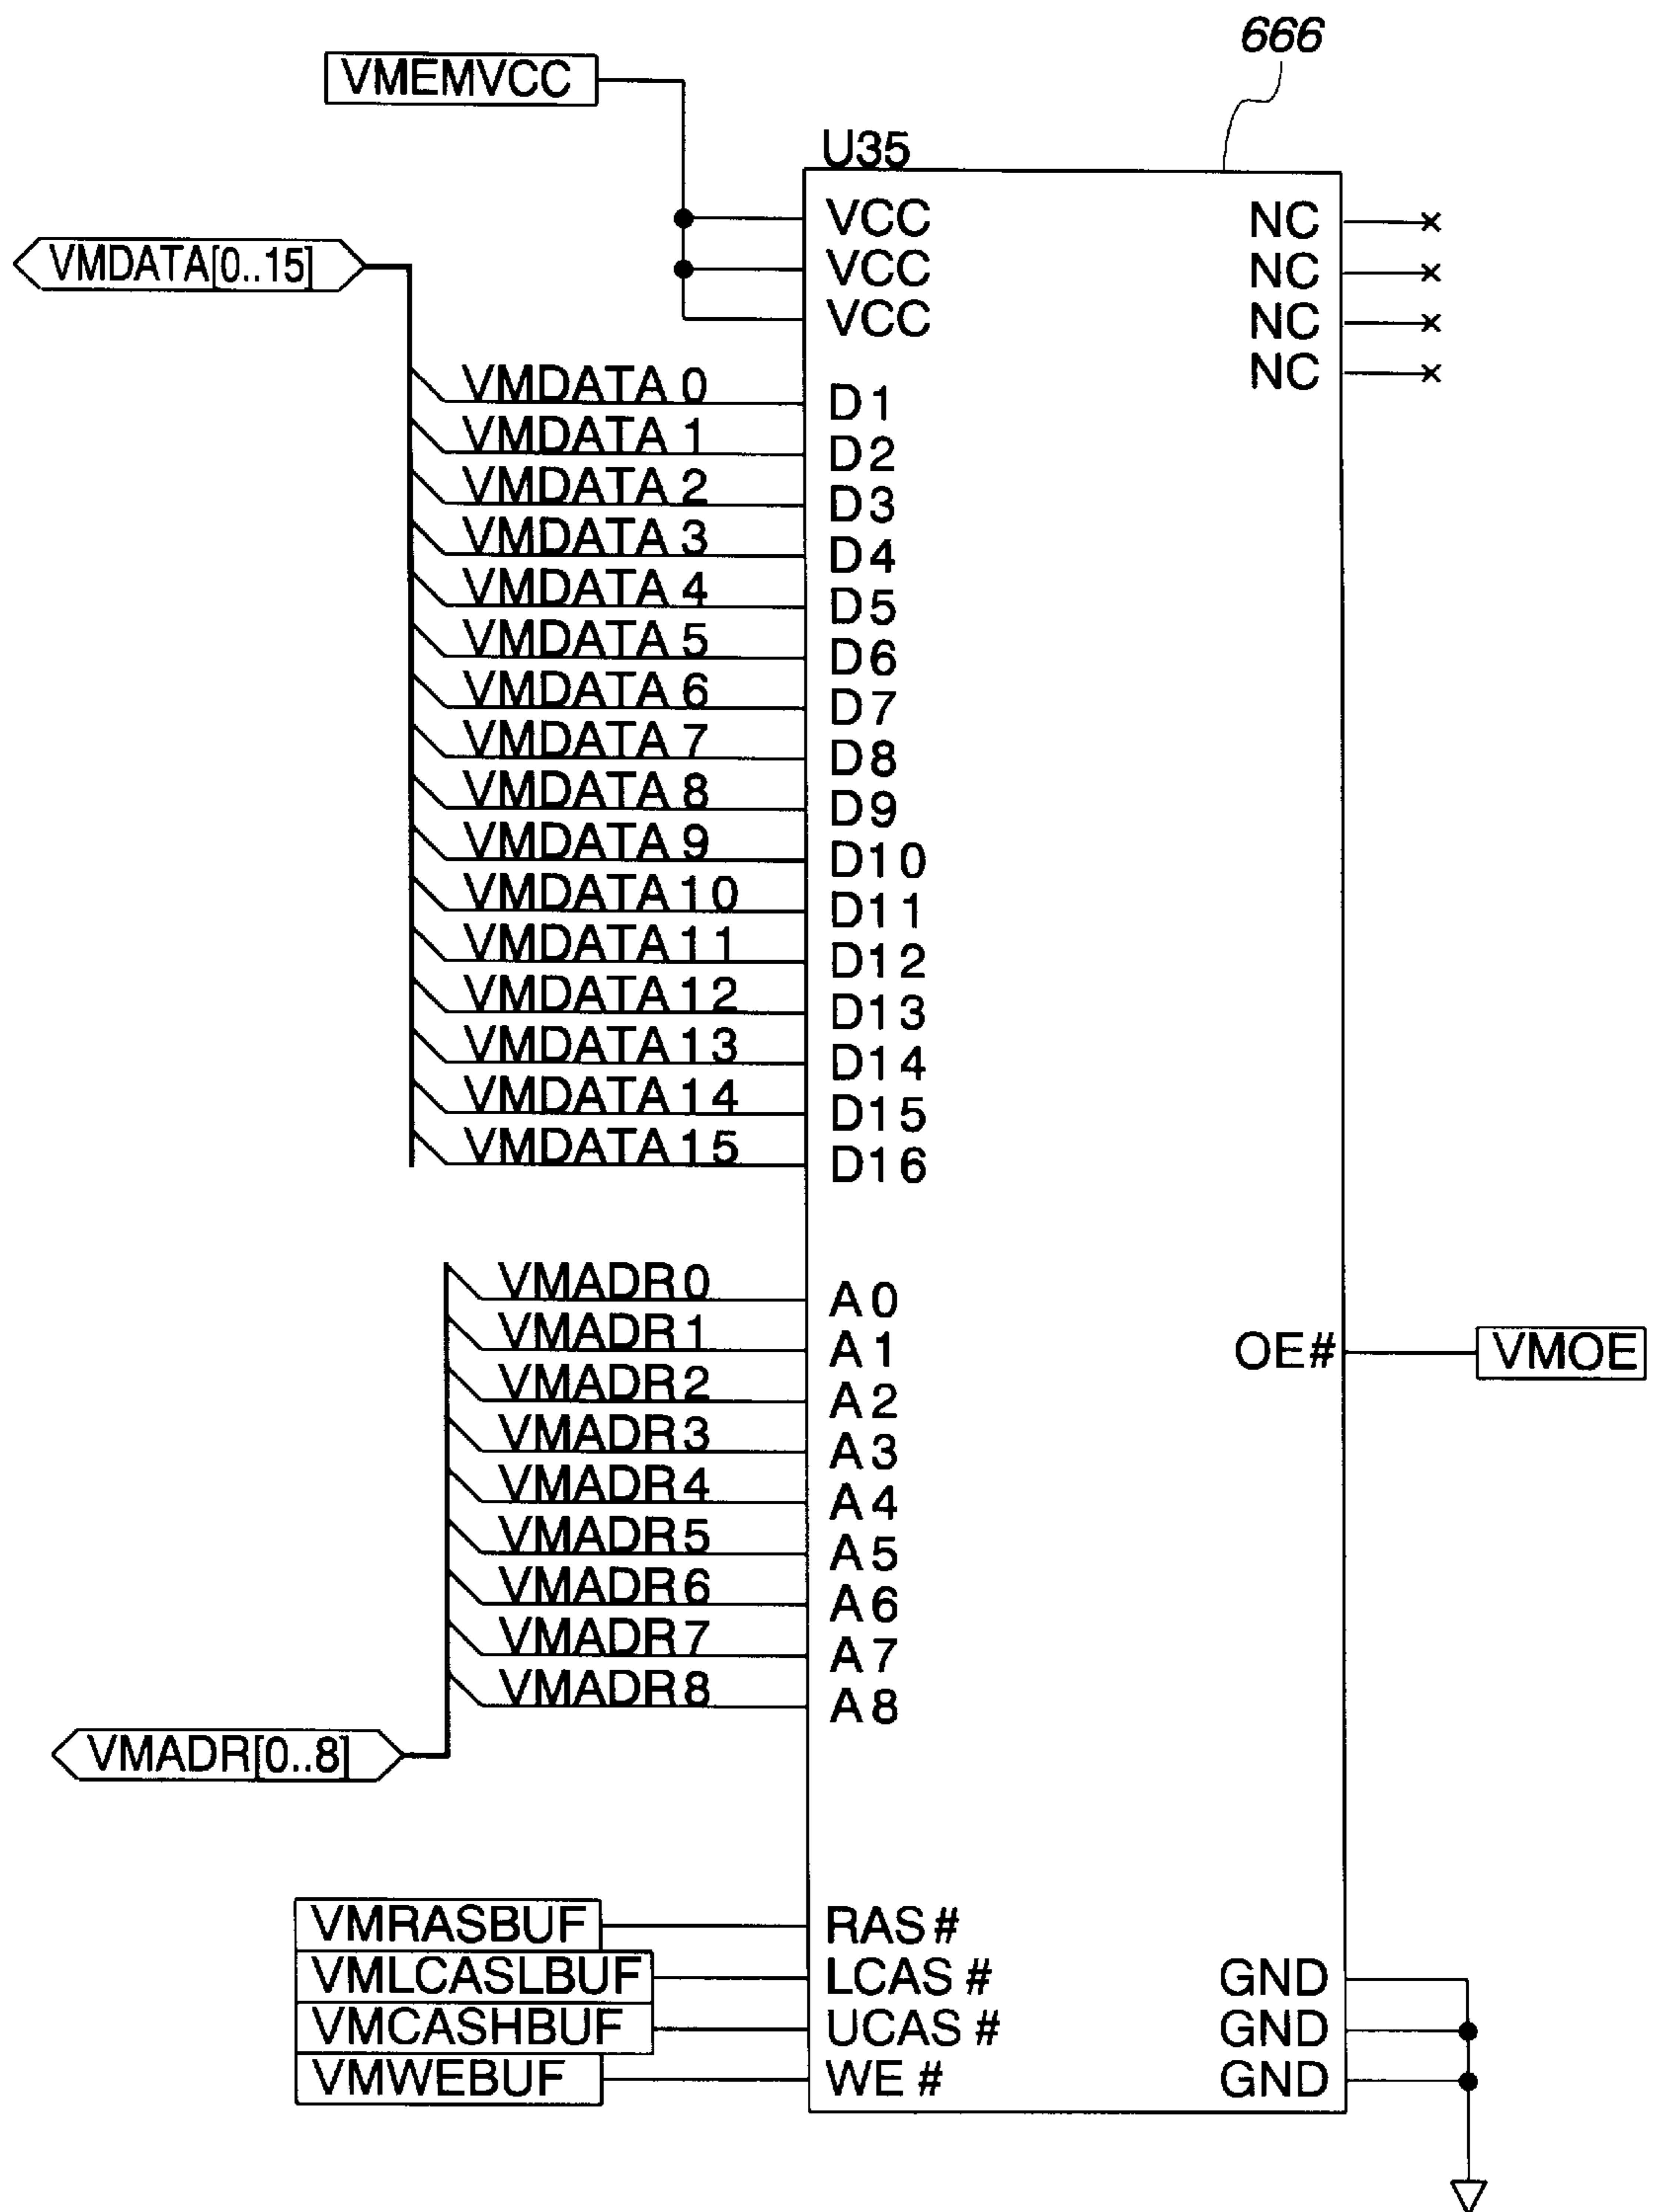 666
VMEMVCC
U35
VCC NC
VMDATA[0..15]
VCC NC
VCC NC
NC
VMDATA 0 D1
VMDATA 1 D2
VMDATA 2 D3
VMDATA 3 D4
VMDATA 4 D5
VMDATA 5 D6
VMDATA 6 D7
VMDATA 7 D8
VMDATA 8 D9
VMDATA 9 D10
VMDATA 10 D11
VMDATA 11 D12
VMDATA 12 D13
VMDATA 13 D14
VMDATA 14 D15
VMDATA 15 D16
VMADR0 A0
VMADR1 A1 OE# VMOE
VMADR2 A2
VMADR3 A3
VMADR4 A4
VMADR5 A5
VMADR6 A6
VMADR7 A7
VMADR8 A8
VMADR[0..8]
VMRASBUF RAS#
VMLCASLBUF LCAS# GND
VMCASHBUF UCAS# GND
VMWEBUF WE# GND